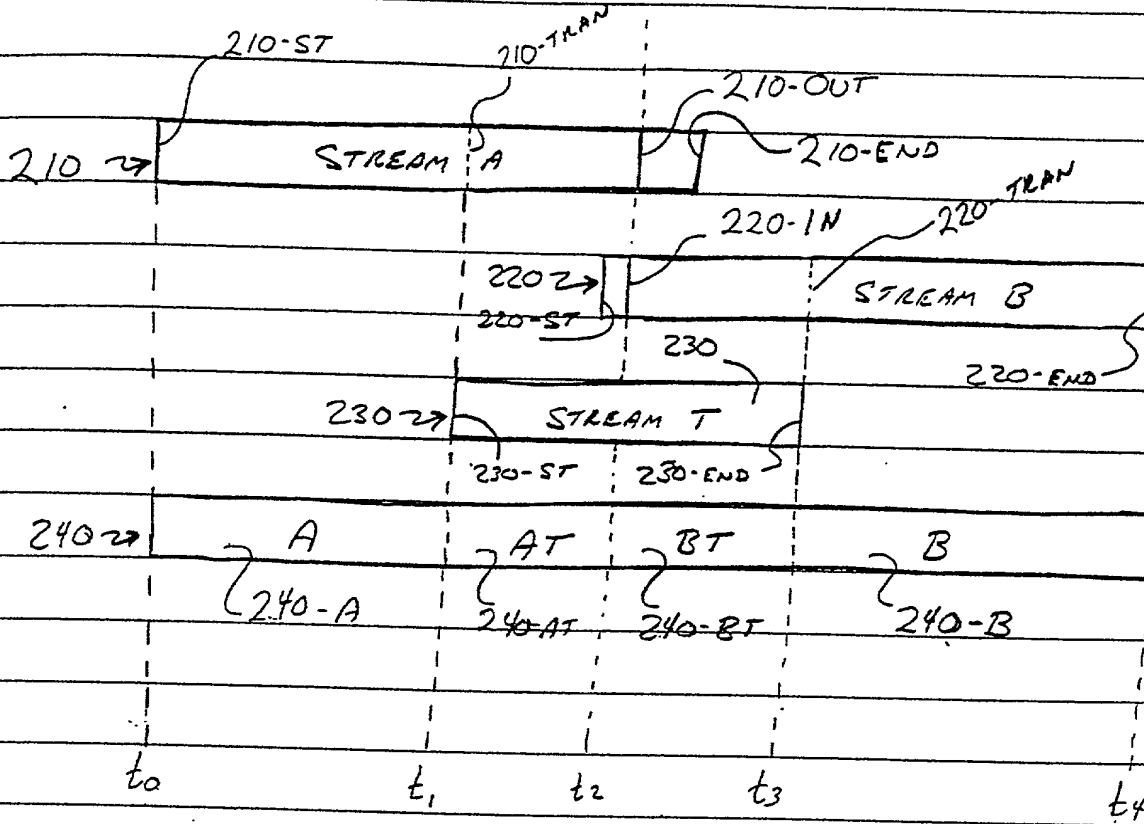 210-ST
210-TRAN
210-OUT
210-END
210
STREAM A
220-TRAN
220-IN
220
STREAM B
220-ST
230
220-END
230
STREAM T
230-ST
230-END
240
A
AT
BT
B
240-A
240-AT
240-BT
240-B
t0
t1
t2
t3
t4